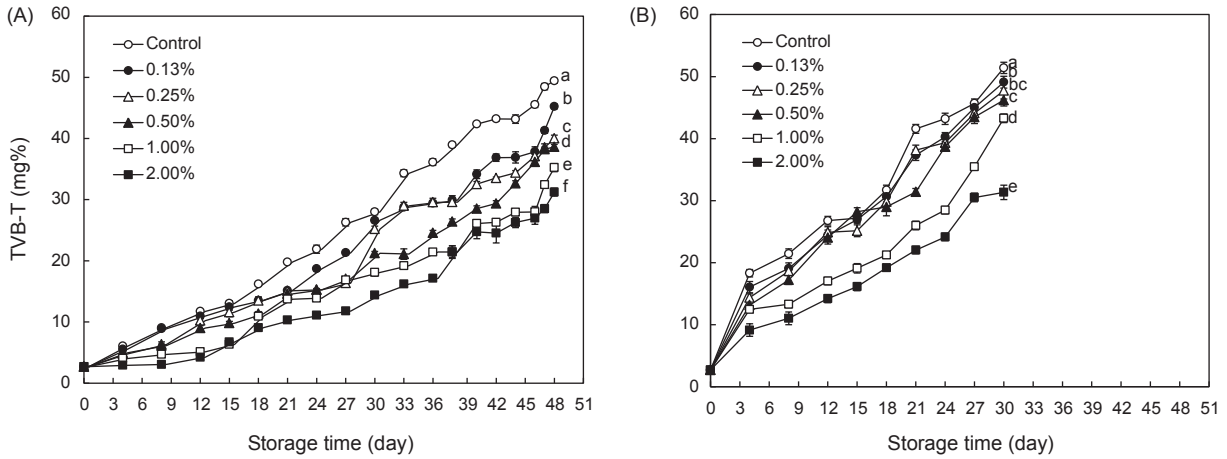 (A)
60
50
40
30
20
10
0
TVB-T (mg%)
Control
0.13%
0.25%
0.50%
1.00%
2.00%
a
b
c
d
e
f
0 3 6 9 12 15 18 21 24 27 30 33 36 39 42 45 48 51
Storage time (day)
(B)
60
50
40
30
20
10
0
Control
0.13%
0.25%
0.50%
1.00%
2.00%
a
b
bc
c
d
e
0 3 6 9 12 15 18 21 24 27 30 33 36 39 42 45 48 51
Storage time (day)